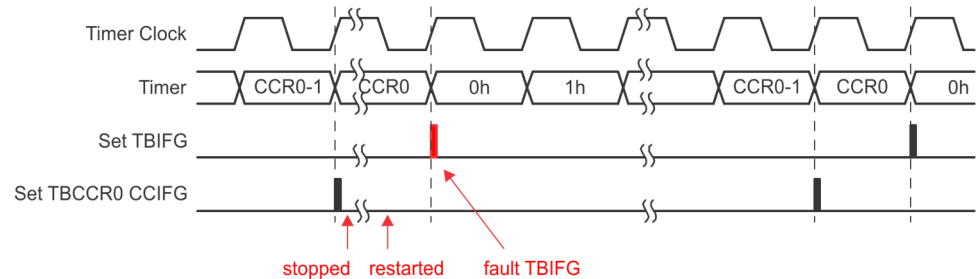 Timer Clock
Timer CCR0-1 CCR0 0h 1h CCR0-1 CCR0 0h
Set TBIFG
Set TBCCR0 CCIFG
stopped restarted fault TBIFG